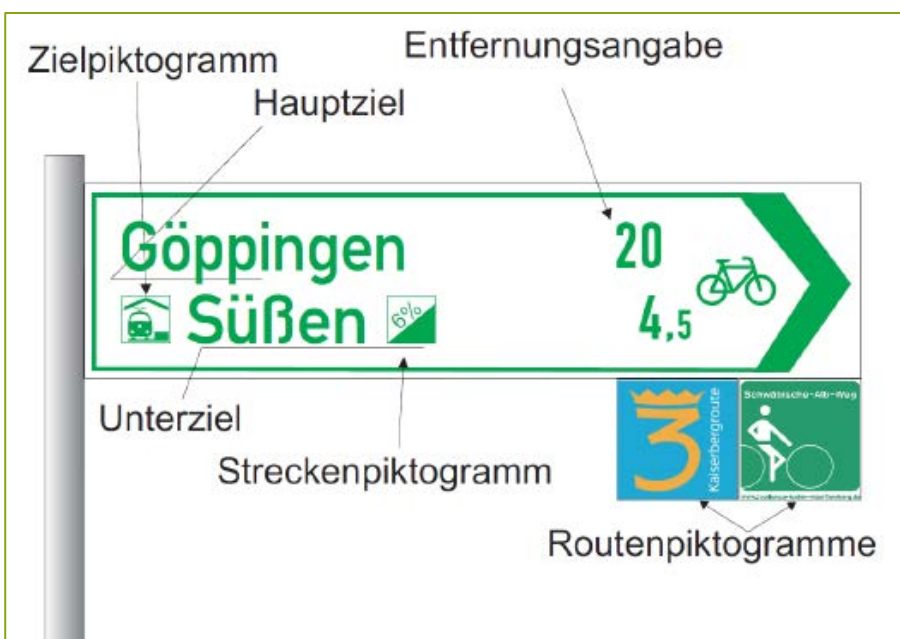 Entfernungsangabe
Zielpiktogramm
Hauptziel
Göppingen 20
Süßen 6% 4,5
Unterziel
Streckenpiktogramm
3
Kaiserbergroute
Schwäbische-Alb-Weg
Routenpiktogramme